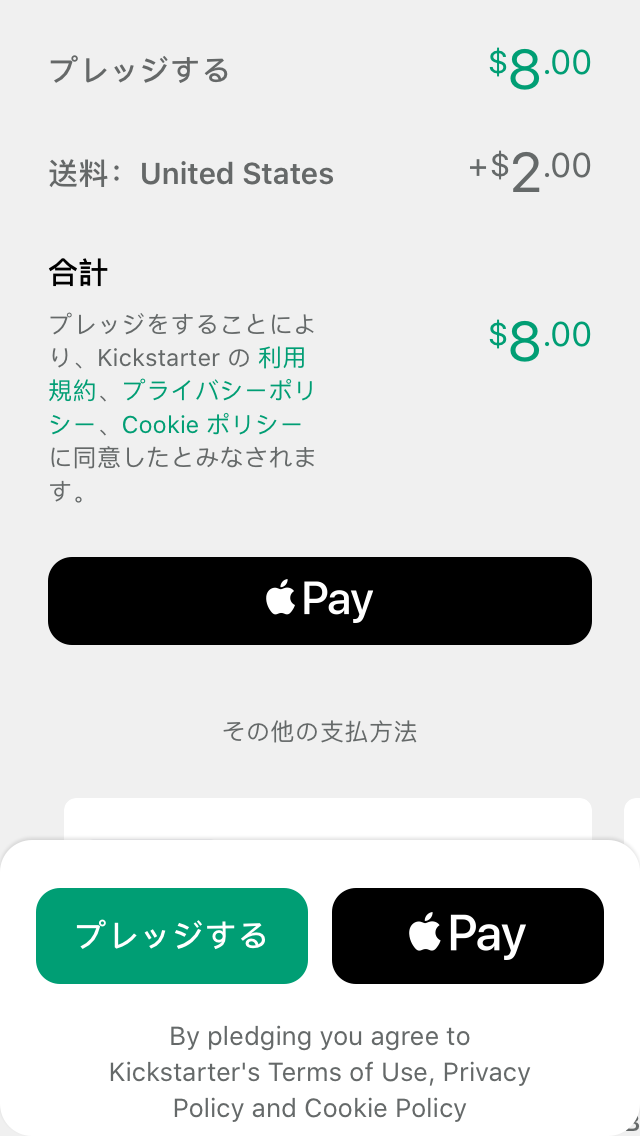 プレッジする $8.00
送料： United States +$2.00
合計
プレッジをすることによ
り、Kickstarter の 利用
規約、プライバシーポリ
シー、Cookie ポリシー
に同意したとみなされま
す。
$8.00
Pay
その他の支払方法
プレッジする Pay
By pledging you agree to
Kickstarter's Terms of Use, Privacy
Policy and Cookie Policy